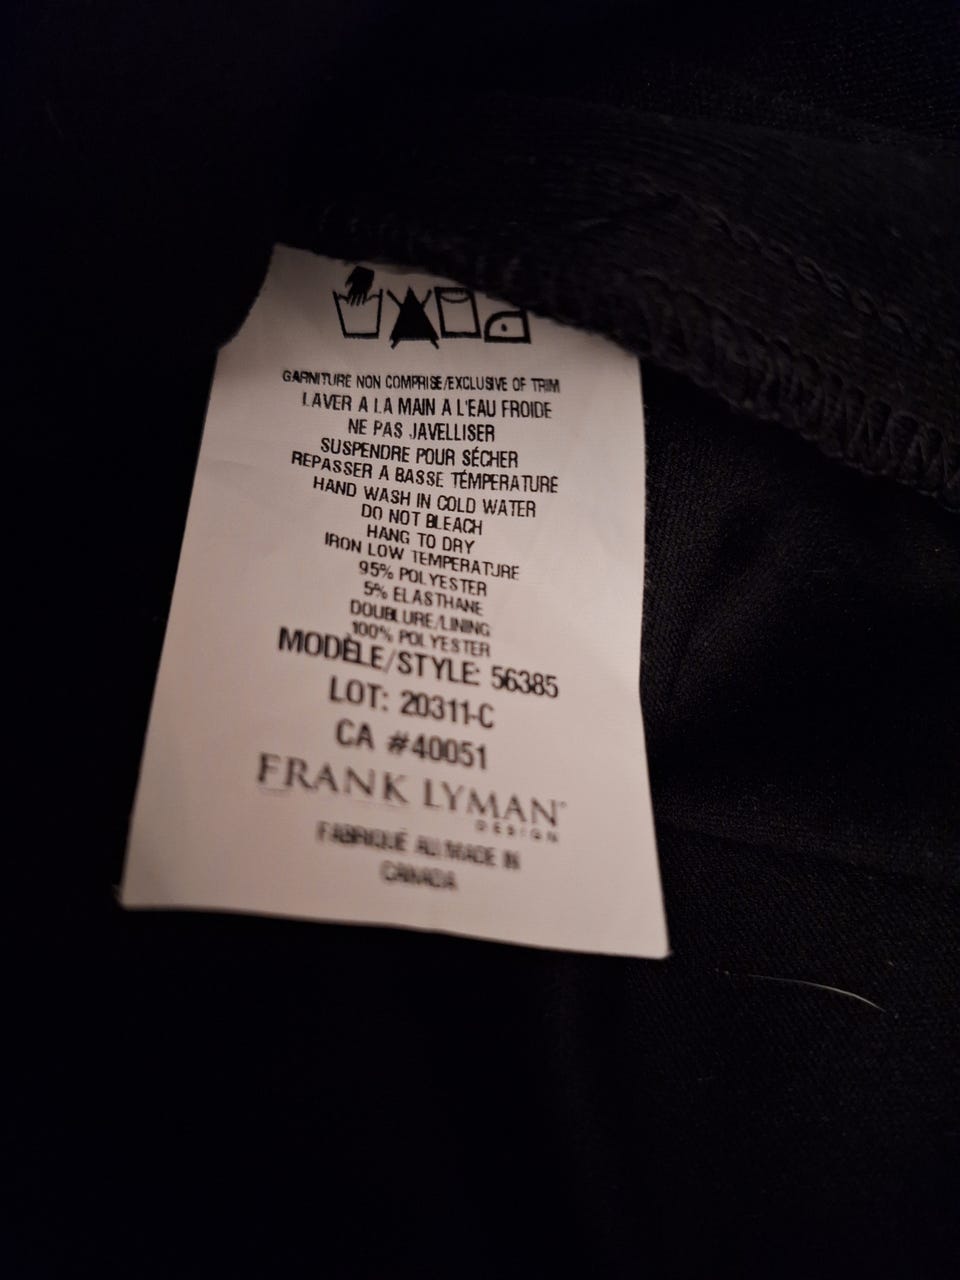 GARNITURE NON COMPRISE/EXCLUSIVE OF TRIM
LAVER A LA MAIN A L'EAU FROIDE
NE PAS JAVELLISER
SUSPENDRE POUR SÉCHER
REPASSER A BASSE TÉMPERATURE
HAND WASH IN COLD WATER
DO NOT BLEACH
HANG TO DRY
IRON LOW TEMPERATURE
95% POLYESTER
5% ELASTHANE
DOUBLURE/LINING
100% POLYESTER
MODÈLE/STYLE: 56385
LOT: 20311-C
CA #40051
FRANK LYMAN
DESIGN
FABRIQUÉ AU/MADE IN
CANADA